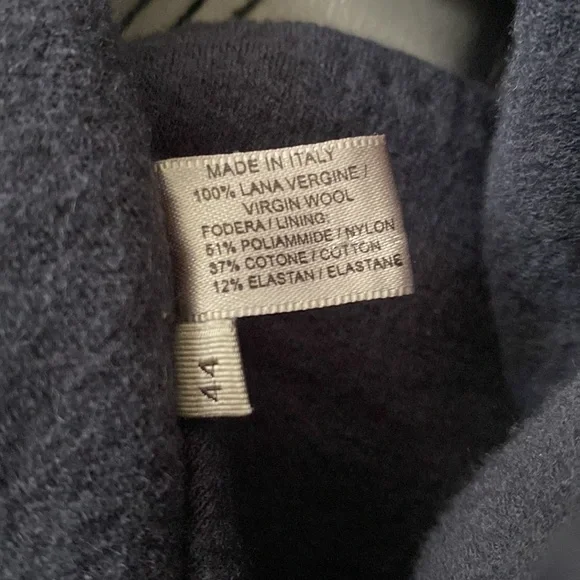 MADE IN ITALY
100% LANA VERGINE /
VIRGIN WOOL
FODERA / LINING:
51% POLIAMMIDE / NYLON
37% COTONE / COTTON
12% ELASTAN / ELASTANE
44